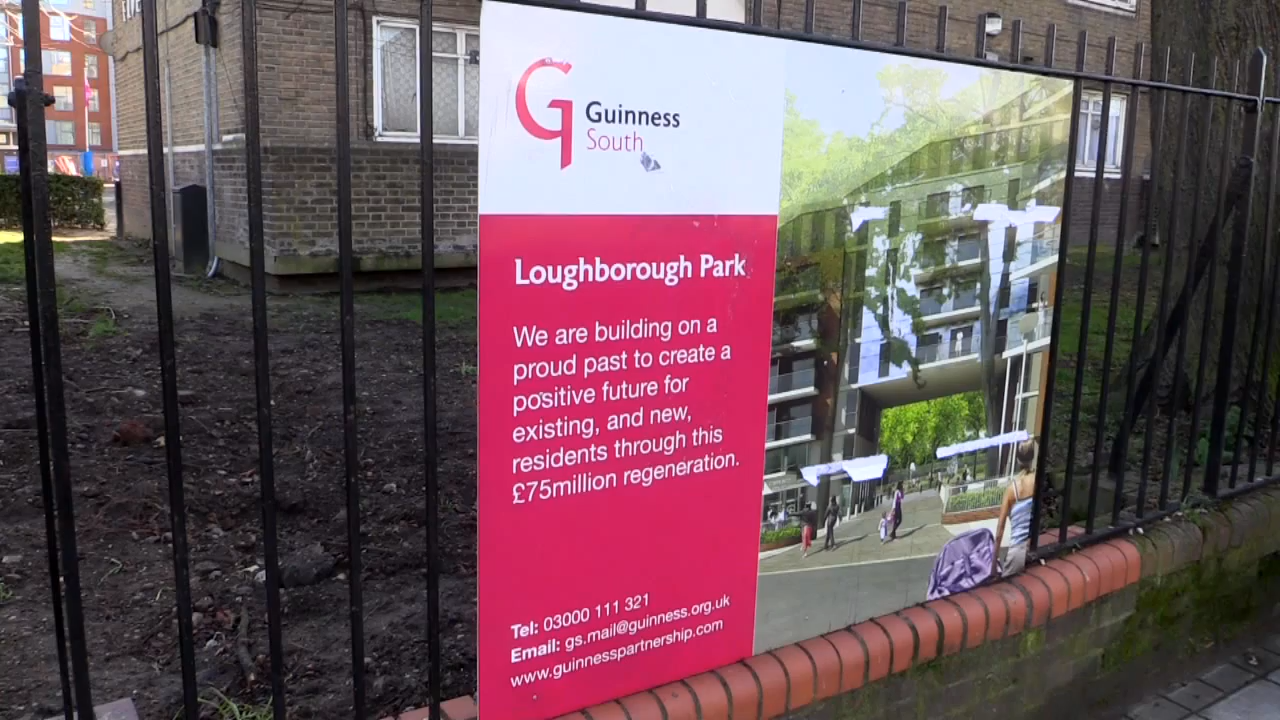 Guinness
South
Loughborough Park
We are building on a
proud past to create a
positive future for
existing, and new,
residents through this
£75million regeneration.
Tel: 03000 111 321
Email: gs.mail@guinness.org.uk
www.guinnesspartnership.com